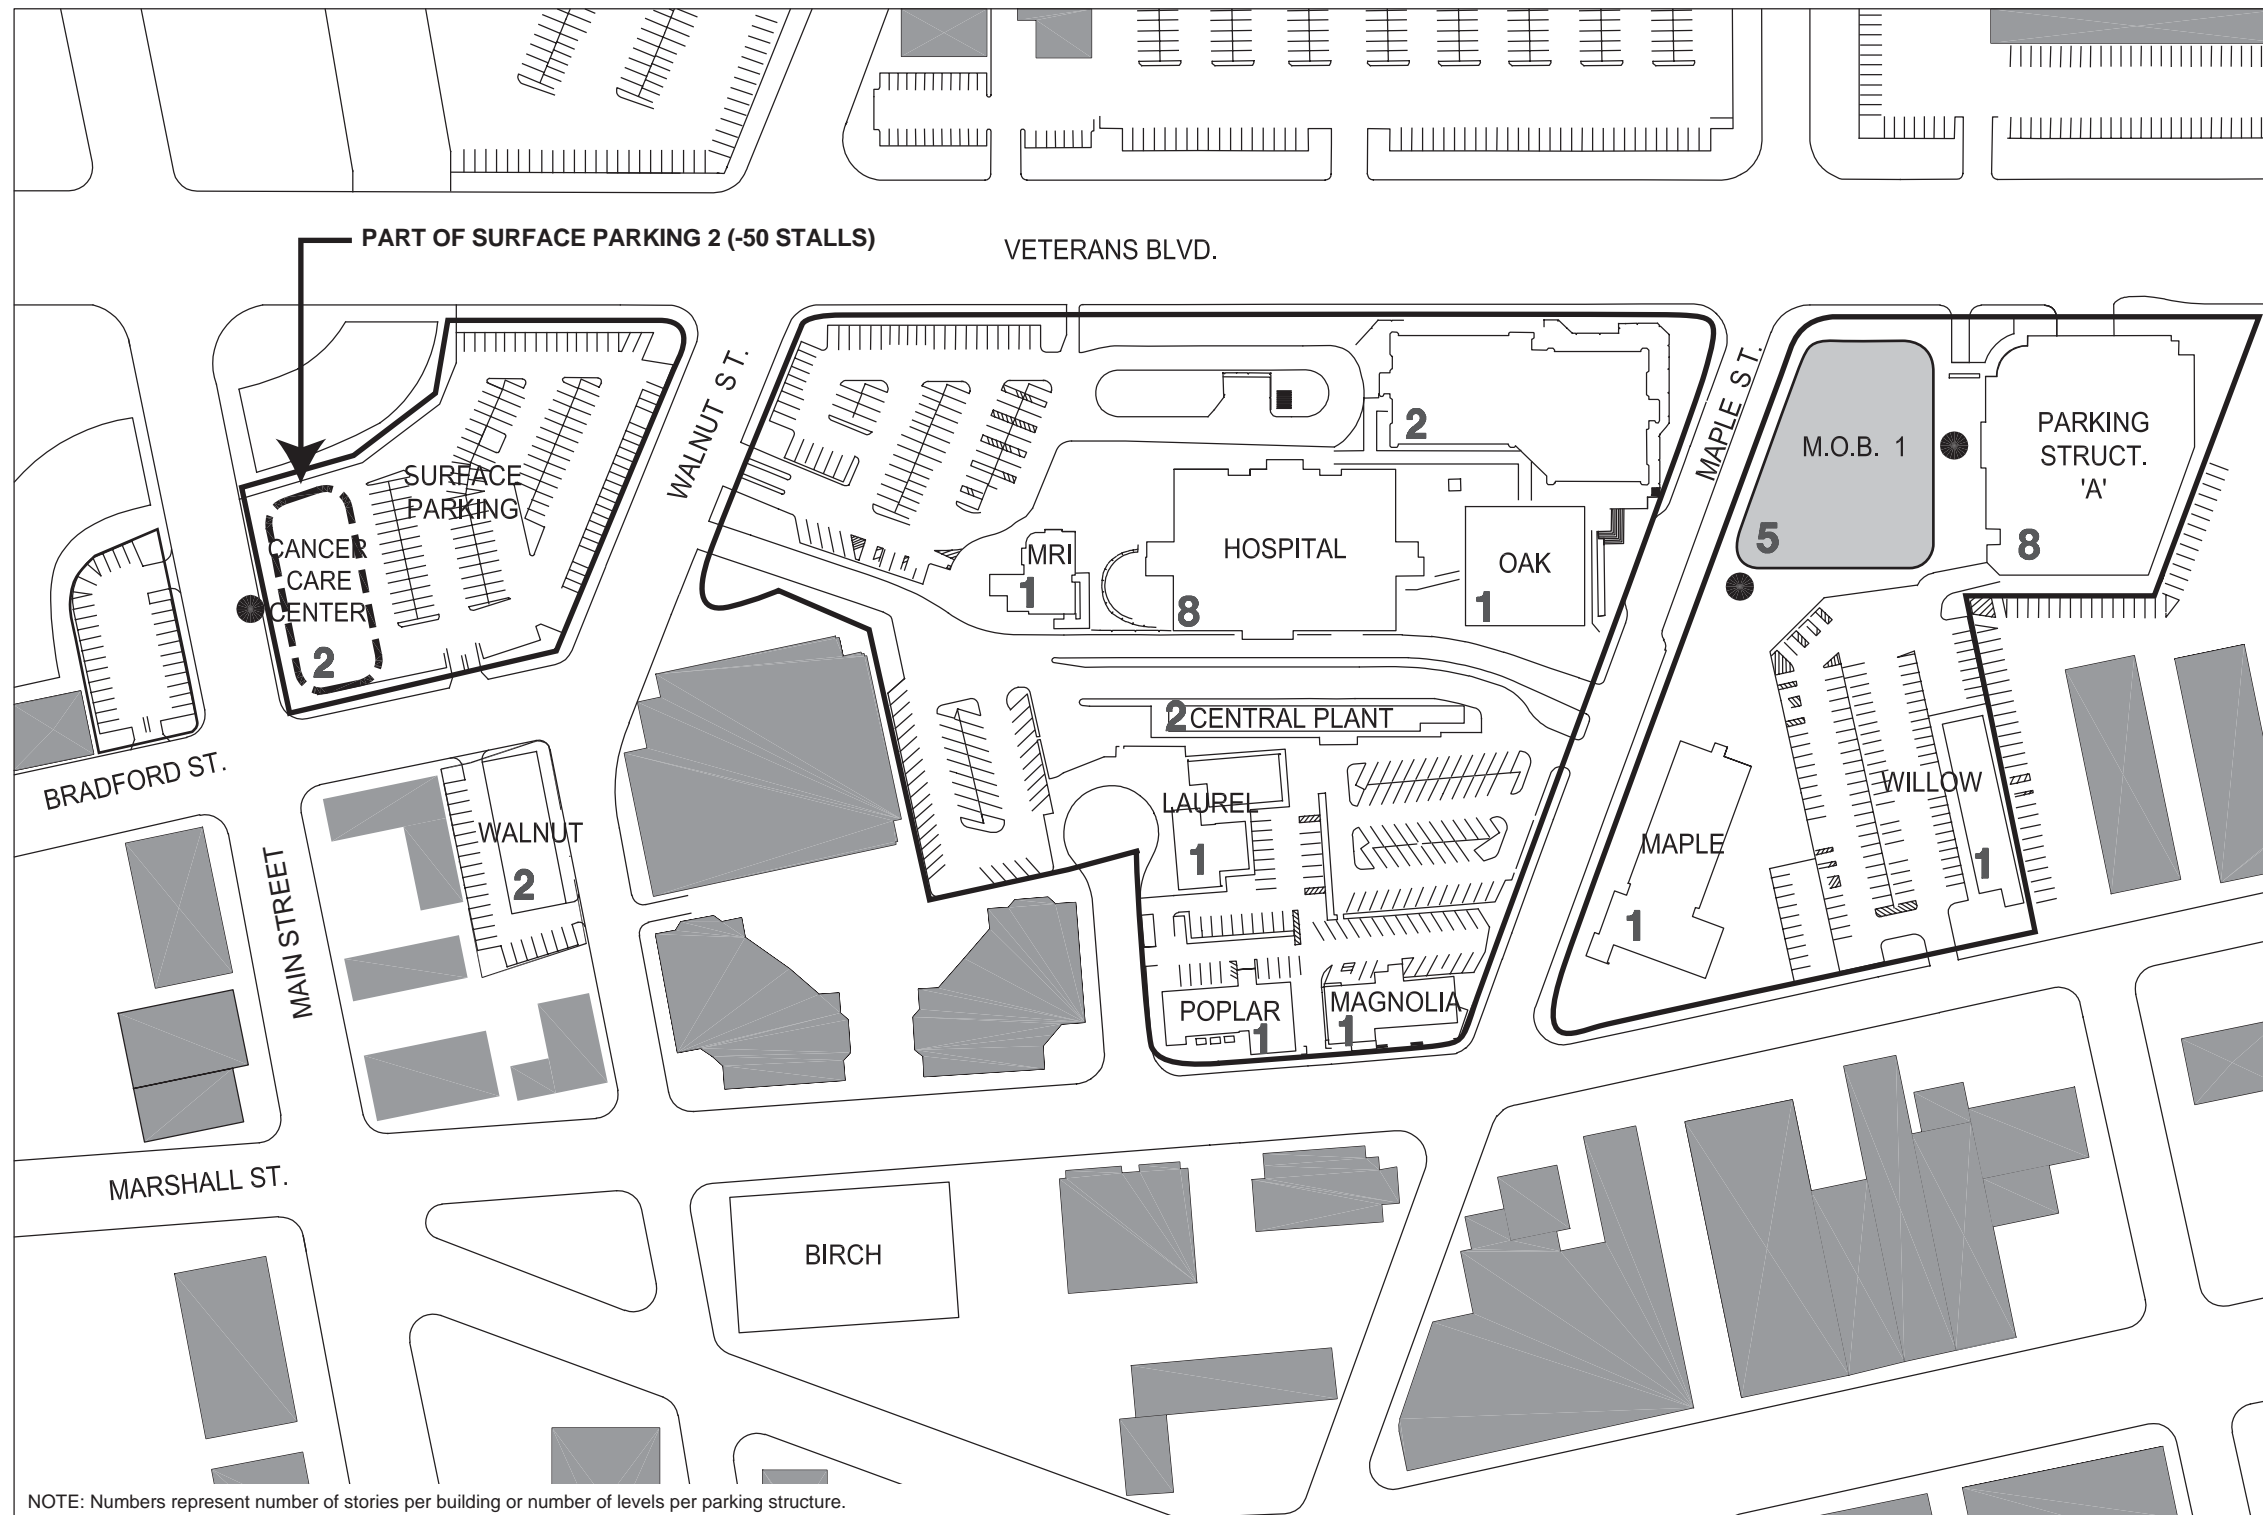 PART OF SURFACE PARKING 2 (-50 STALLS)
VETERANS BLVD.
WALNUT ST.
MAPLE ST.
SURFACE
PARKING
CANCER
CARE
CENTER
2
MRI
1
HOSPITAL
8
2
OAK
1
M.O.B. 1
5
PARKING
STRUCT.
'A'
8
2 CENTRAL PLANT
LAUREL
1
POPLAR
1
MAGNOLIA
1
MAPLE
1
WILLOW
1
BRADFORD ST.
MAIN STREET
WALNUT
2
MARSHALL ST.
BIRCH
NOTE: Numbers represent number of stories per building or number of levels per parking structure.